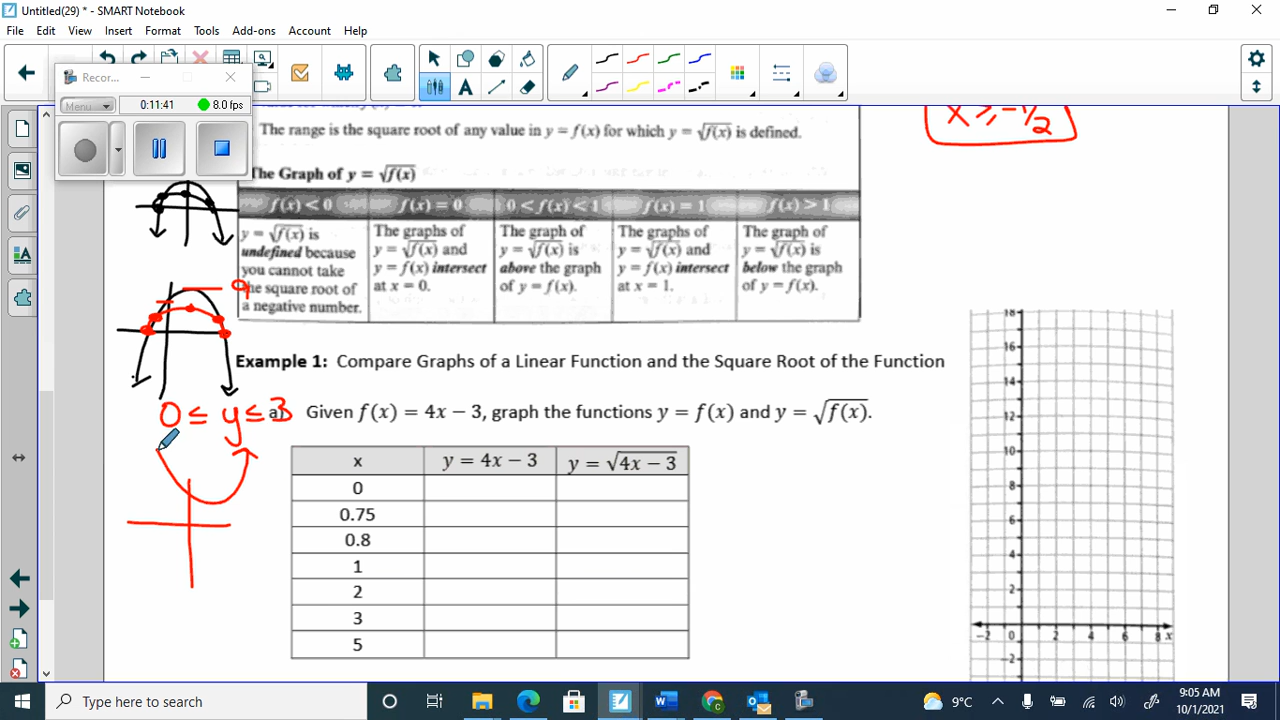 Untitled(29) * - SMART Notebook
File Edit View Insert Format Tools Add-ons Account Help
Recor...
Menu 0:11:41 8.0 fps
x ≥ -1/2
The range is the square root of any value in y = f(x) for which y = √f(x) is defined.
The Graph of y = √f(x)
f(x) < 0 f(x) = 0 0 < f(x) < 1 f(x) = 1 f(x) > 1
y = √f(x) is The graphs of The graph of The graphs of The graph of
undefined because y = √f(x) and y = √f(x) is y = √f(x) and y = √f(x) is
you cannot take y = f(x) intersect above the graph y = f(x) intersect below the graph
the square root of at x = 0. of y = f(x). at x = 1. of y = f(x).
a negative number.
9
Example 1: Compare Graphs of a Linear Function and the Square Root of the Function
0 ≤ y ≤ 3
a) Given f(x) = 4x − 3, graph the functions y = f(x) and y = √f(x).
x y = 4x − 3 y = √4x − 3
0
0.75
0.8
1
2
3
5
18
16
14
12
10
8
6
4
2
-2 0 2 4 6 8 x
-2
Type here to search
9°C
9:05 AM
10/1/2021